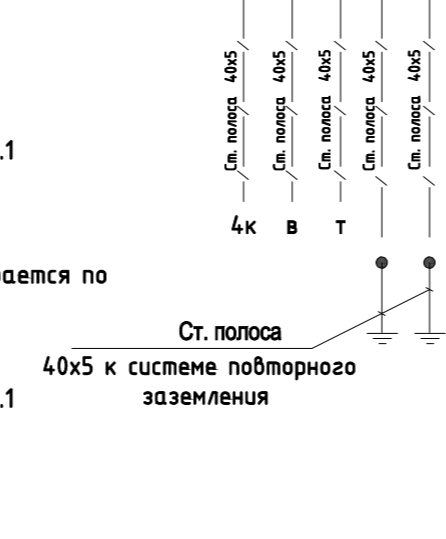 Ст. полоса 40х5
Ст. полоса 40х5
Ст. полоса 40х5
Ст. полоса 40х5
Ст. полоса 40х5
.1
4к в т
по
Ст. полоса
40х5 к системе повторного
.1
заземления